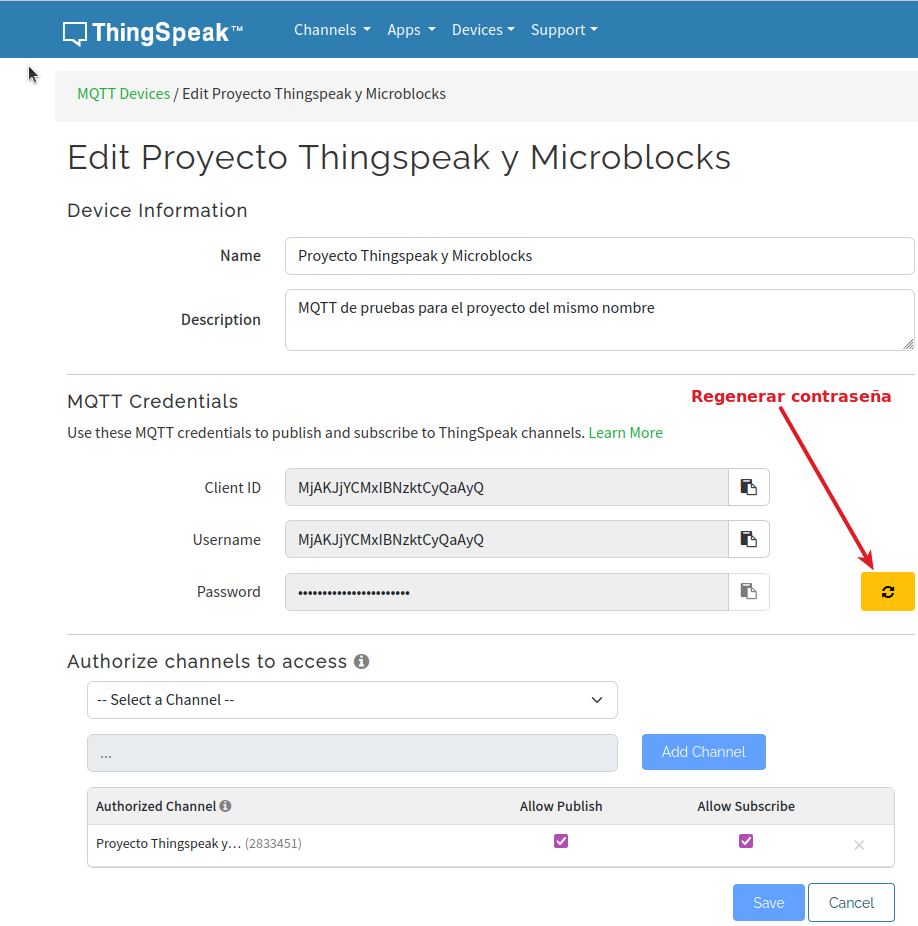 ThingSpeak™ Channels Apps Devices Support
MQTT Devices / Edit Proyecto Thingspeak y Microblocks
Edit Proyecto Thingspeak y Microblocks
Device Information
Name Proyecto Thingspeak y Microblocks
Description MQTT de pruebas para el proyecto del mismo nombre
MQTT Credentials
Regenerar contraseña
Use these MQTT credentials to publish and subscribe to ThingSpeak channels. Learn More
Client ID MjAKJjYCMxIBNzktCyQaAyQ
Username MjAKJjYCMxIBNzktCyQaAyQ
Password •••••••••••••••••••••••
Authorize channels to access
-- Select a Channel --
... Add Channel
Authorized Channel Allow Publish Allow Subscribe
Proyecto Thingspeak y… (2833451)
Save Cancel